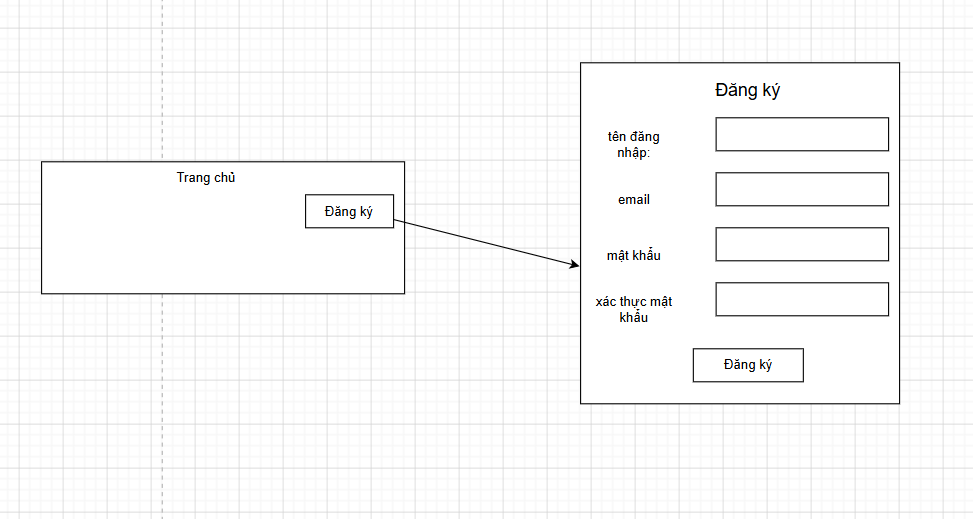 Trang chủ
Đăng ký
Đăng ký
tên đăng
nhập:
email
mật khẩu
xác thực mật
khẩu
Đăng ký